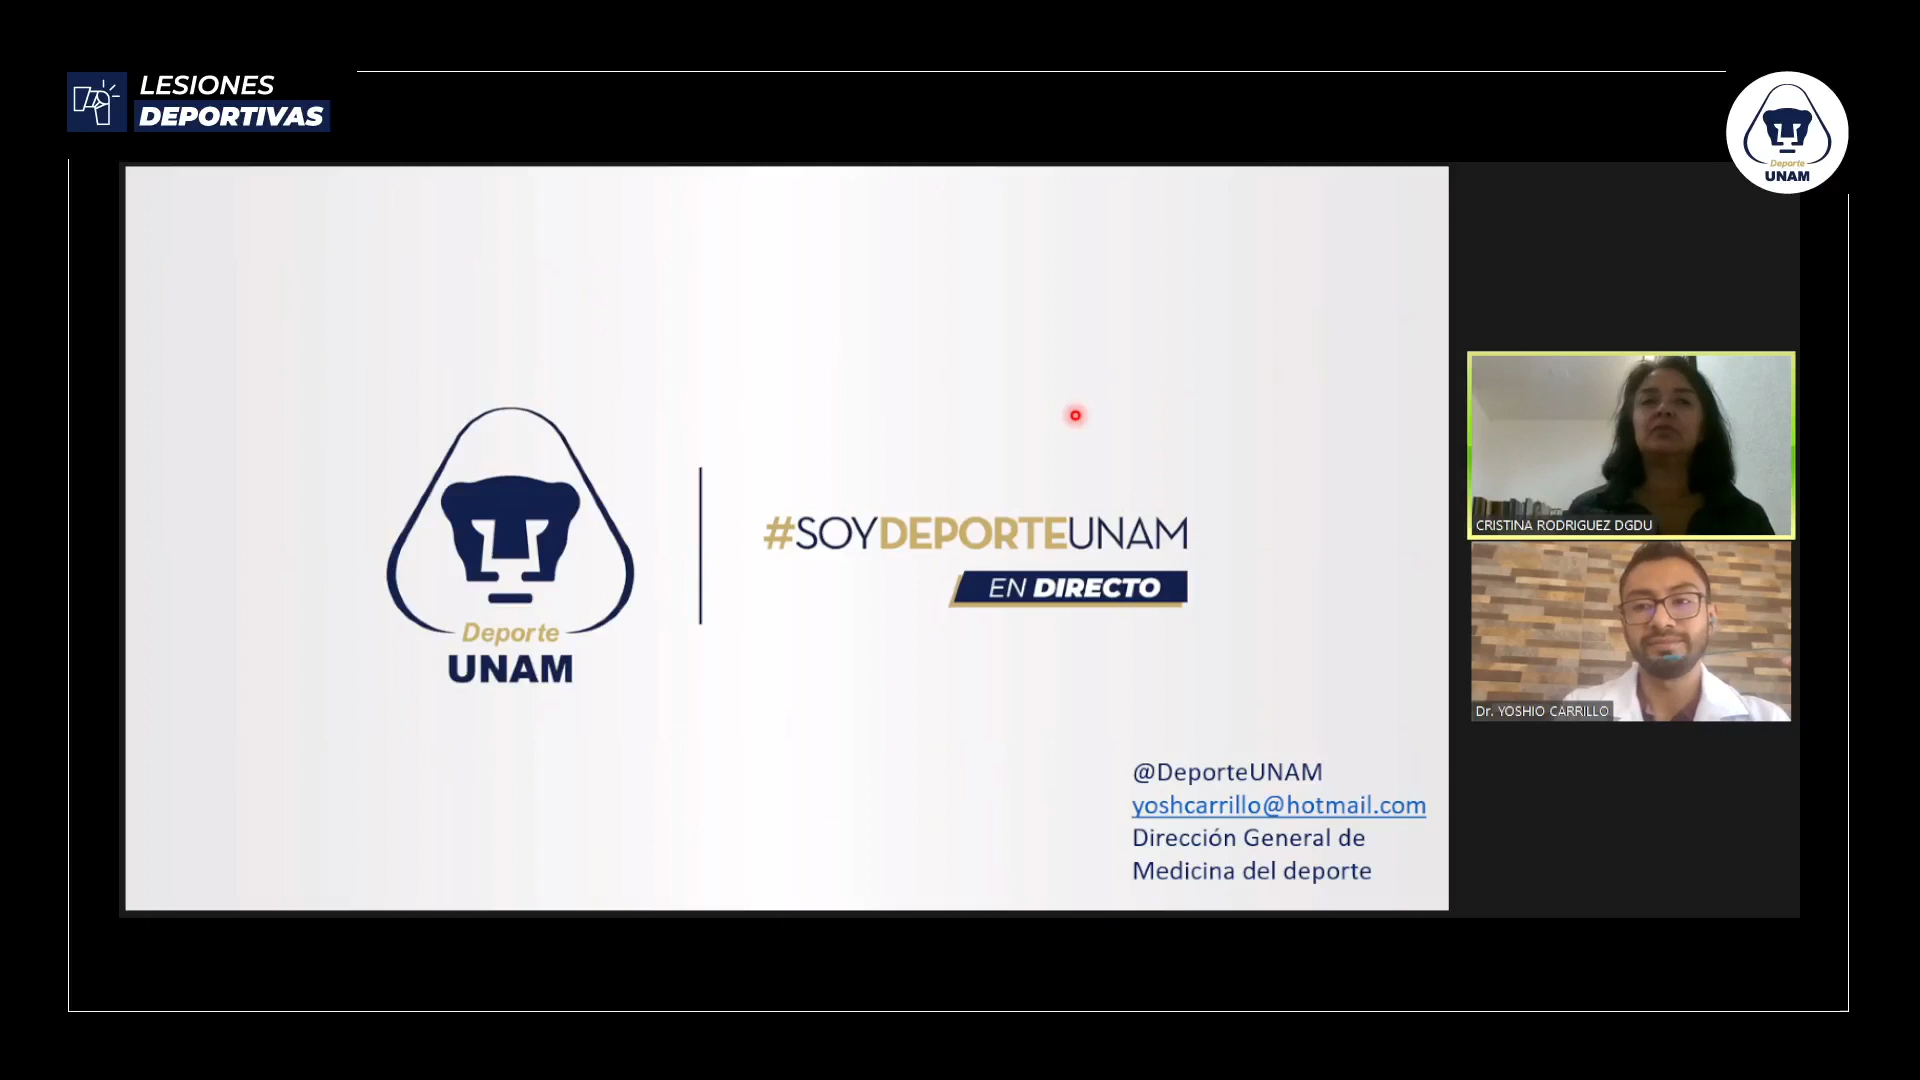 LESIONES
DEPORTIVAS
Deporte
UNAM
Deporte
UNAM
#SOYDEPORTEUNAM
EN DIRECTO
@DeporteUNAM
yoshcarrillo@hotmail.com
Dirección General de
Medicina del deporte
CRISTINA RODRIGUEZ DGDU
Dr. YOSHIO CARRILLO